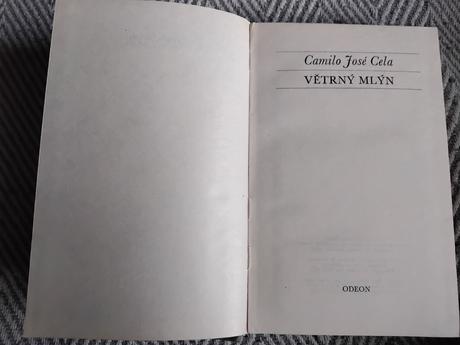 Camilo José Cela
VĚTRNÝ MLÝN
ODEON